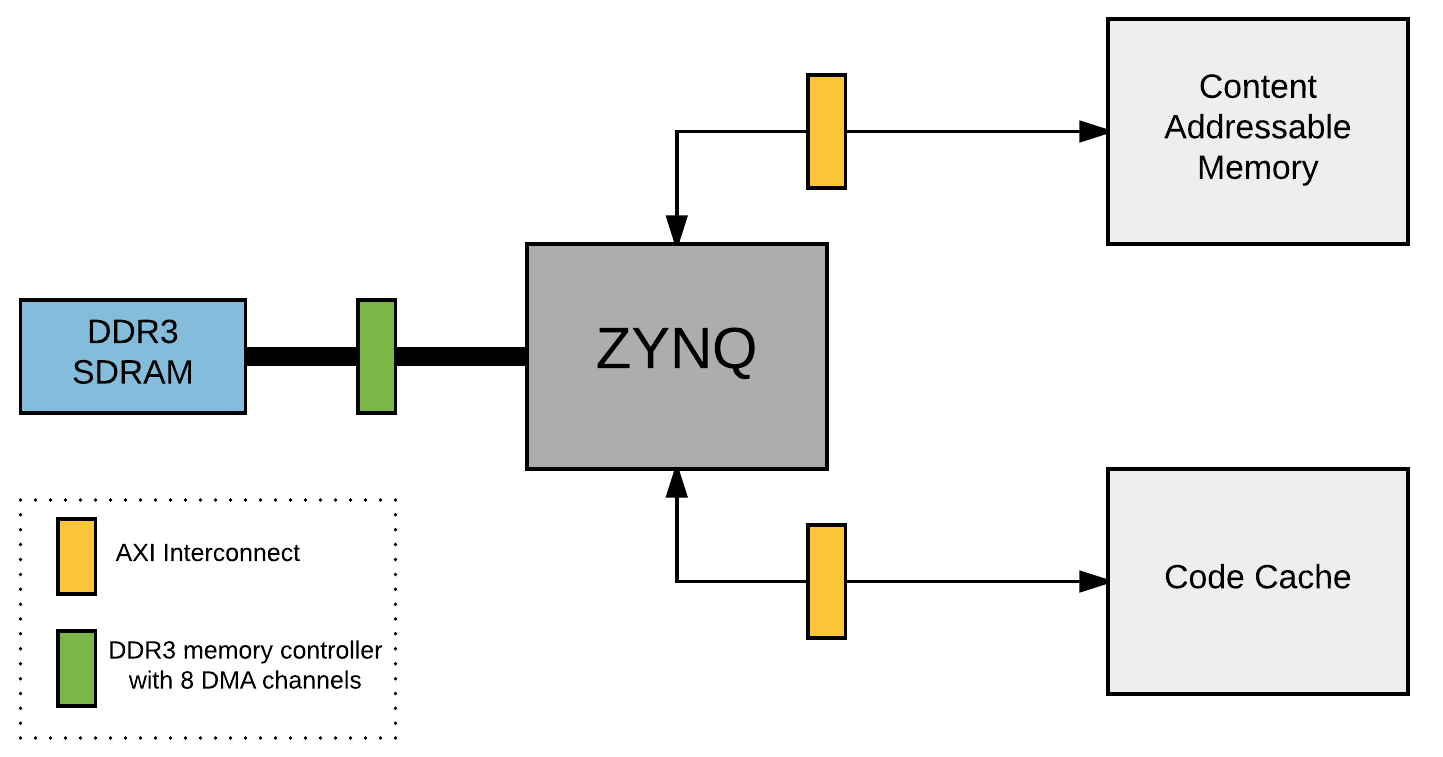 Content
Addressable
Memory
DDR3
SDRAM
ZYNQ
AXI Interconnect
DDR3 memory controller
with 8 DMA channels
Code Cache